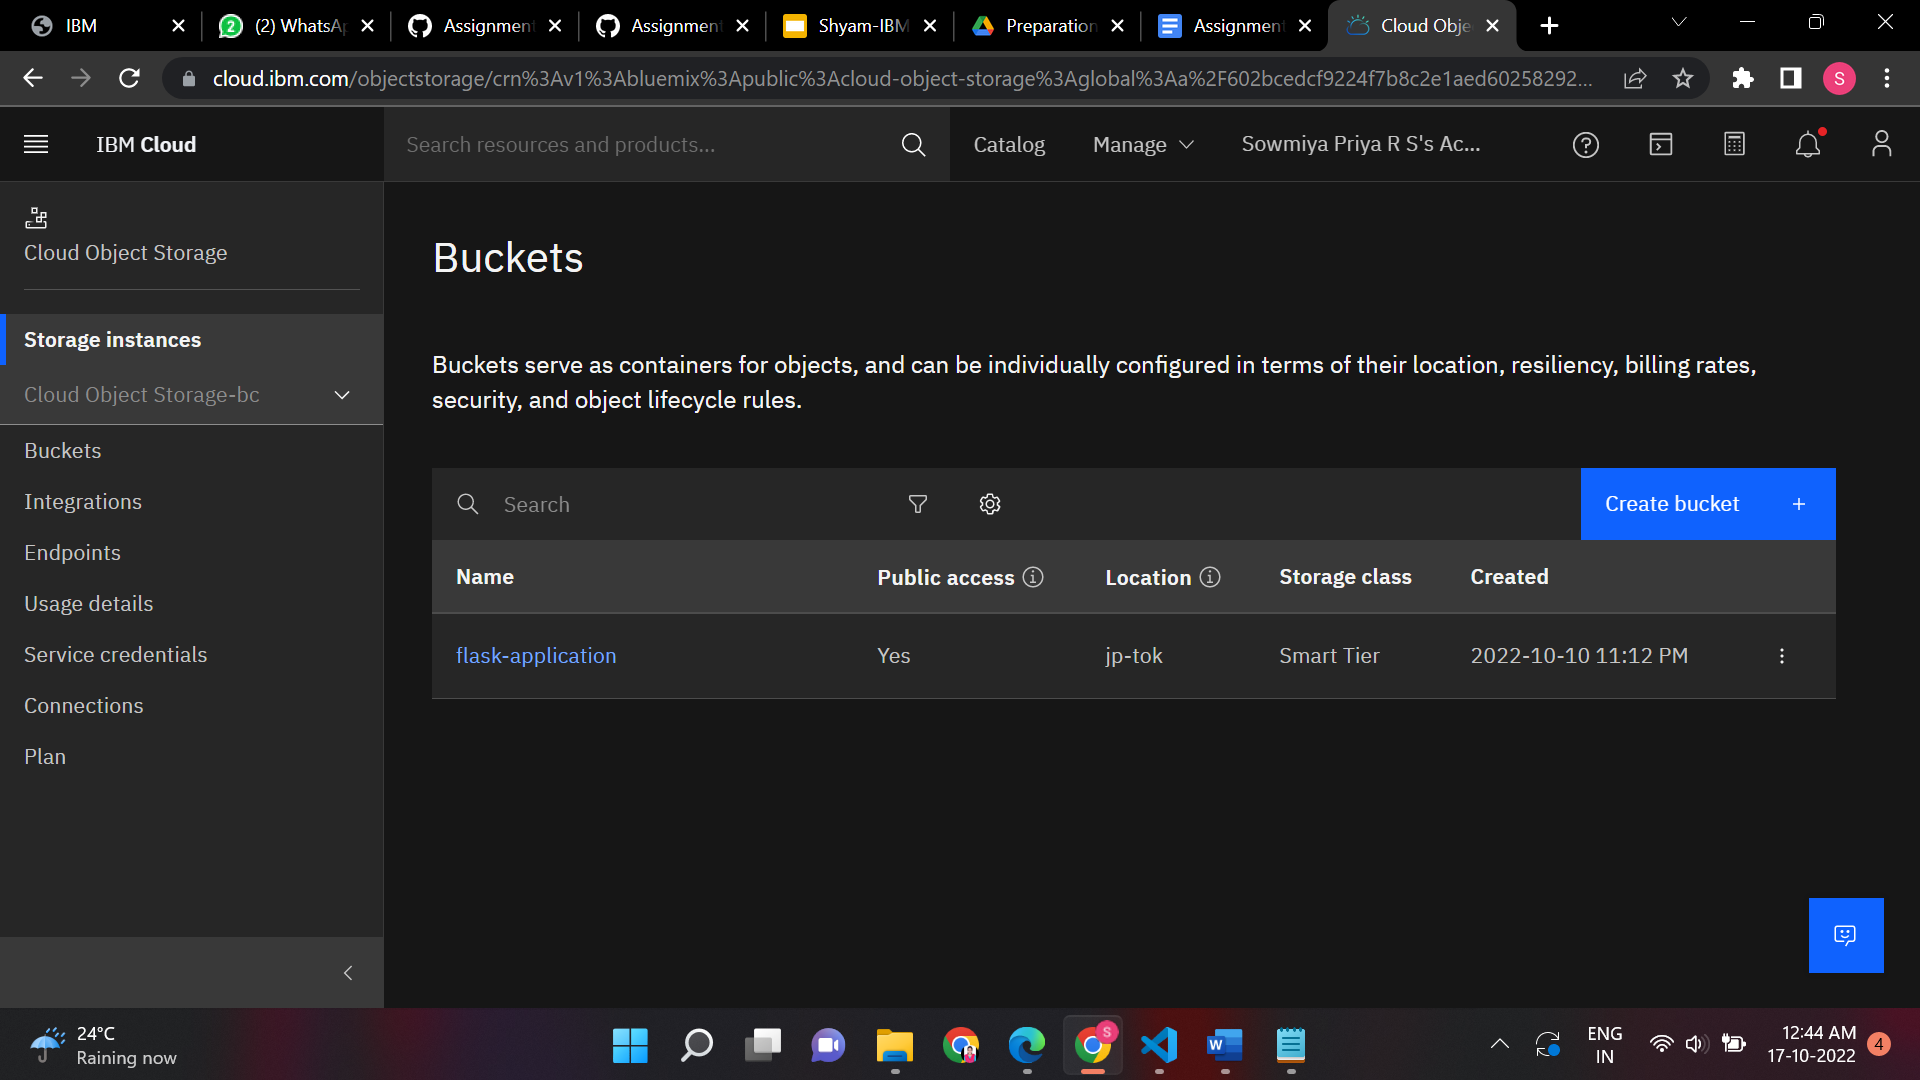 IBM
(2) WhatsAp
Assignment
Assignment
Shyam-IBM
Preparation
Assignment
Cloud Obje
cloud.ibm.com/objectstorage/crn%3Av1%3Abluemix%3Apublic%3Acloud-object-storage%3Aglobal%3Aa%2F602bcedcf9224f7b8c2e1aed60258292...
S
IBM Cloud
Search resources and products...
Catalog
Manage
Sowmiya Priya R S's Ac...
Cloud Object Storage
Storage instances
Cloud Object Storage-bc
Buckets
Integrations
Endpoints
Usage details
Service credentials
Connections
Plan
Buckets
Buckets serve as containers for objects, and can be individually configured in terms of their location, resiliency, billing rates,
security, and object lifecycle rules.
Search
Create bucket +
Name Public access Location Storage class Created
flask-application Yes jp-tok Smart Tier 2022-10-10 11:12 PM
24°C
Raining now
S
W
ENG
IN
12:44 AM
17-10-2022
4